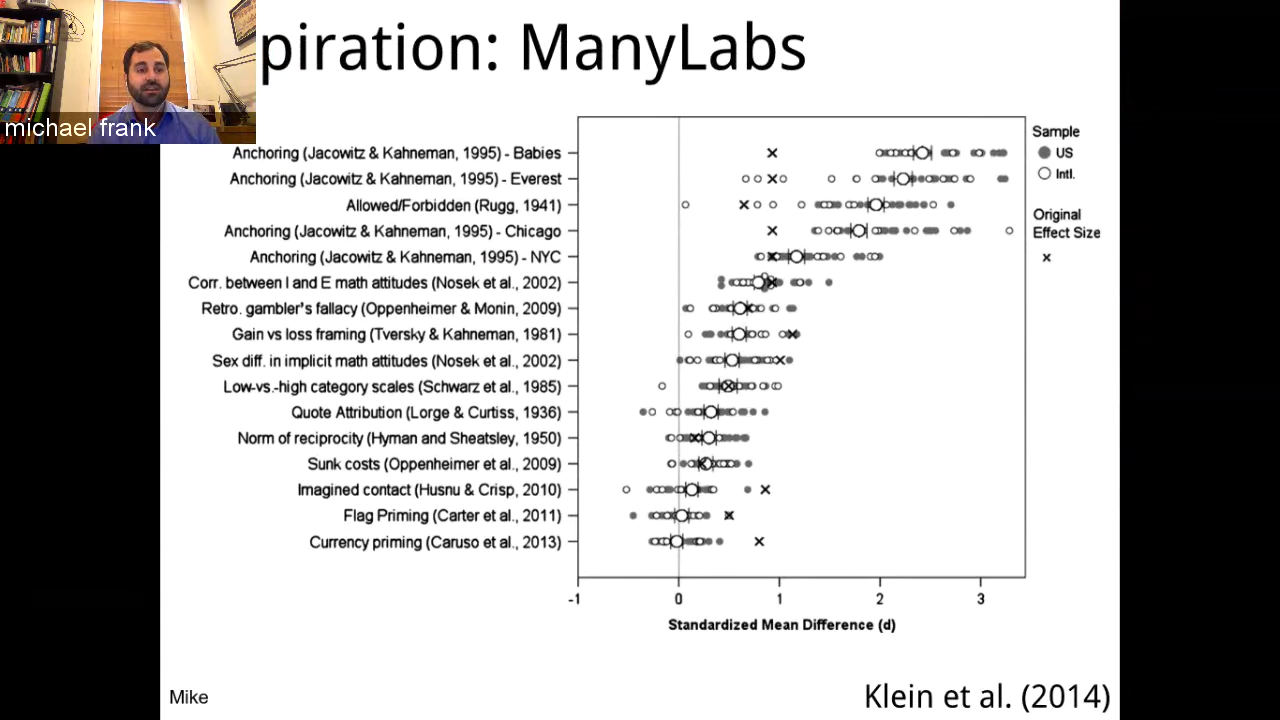 piration: ManyLabs
michael frank
Anchoring (Jacowitz & Kahneman, 1995) - Babies
Anchoring (Jacowitz & Kahneman, 1995) - Everest
Allowed/Forbidden (Rugg, 1941)
Anchoring (Jacowitz & Kahneman, 1995) - Chicago
Anchoring (Jacowitz & Kahneman, 1995) - NYC
Corr. between I and E math attitudes (Nosek et al., 2002)
Retro. gambler's fallacy (Oppenheimer & Monin, 2009)
Gain vs loss framing (Tversky & Kahneman, 1981)
Sex diff. in implicit math attitudes (Nosek et al., 2002)
Low-vs.-high category scales (Schwarz et al., 1985)
Quote Attribution (Lorge & Curtiss, 1936)
Norm of reciprocity (Hyman and Sheatsley, 1950)
Sunk costs (Oppenheimer et al., 2009)
Imagined contact (Husnu & Crisp, 2010)
Flag Priming (Carter et al., 2011)
Currency priming (Caruso et al., 2013)
-1 0 1 2 3
Standardized Mean Difference (d)
Sample
US
Intl.
Original
Effect Size
Mike
Klein et al. (2014)